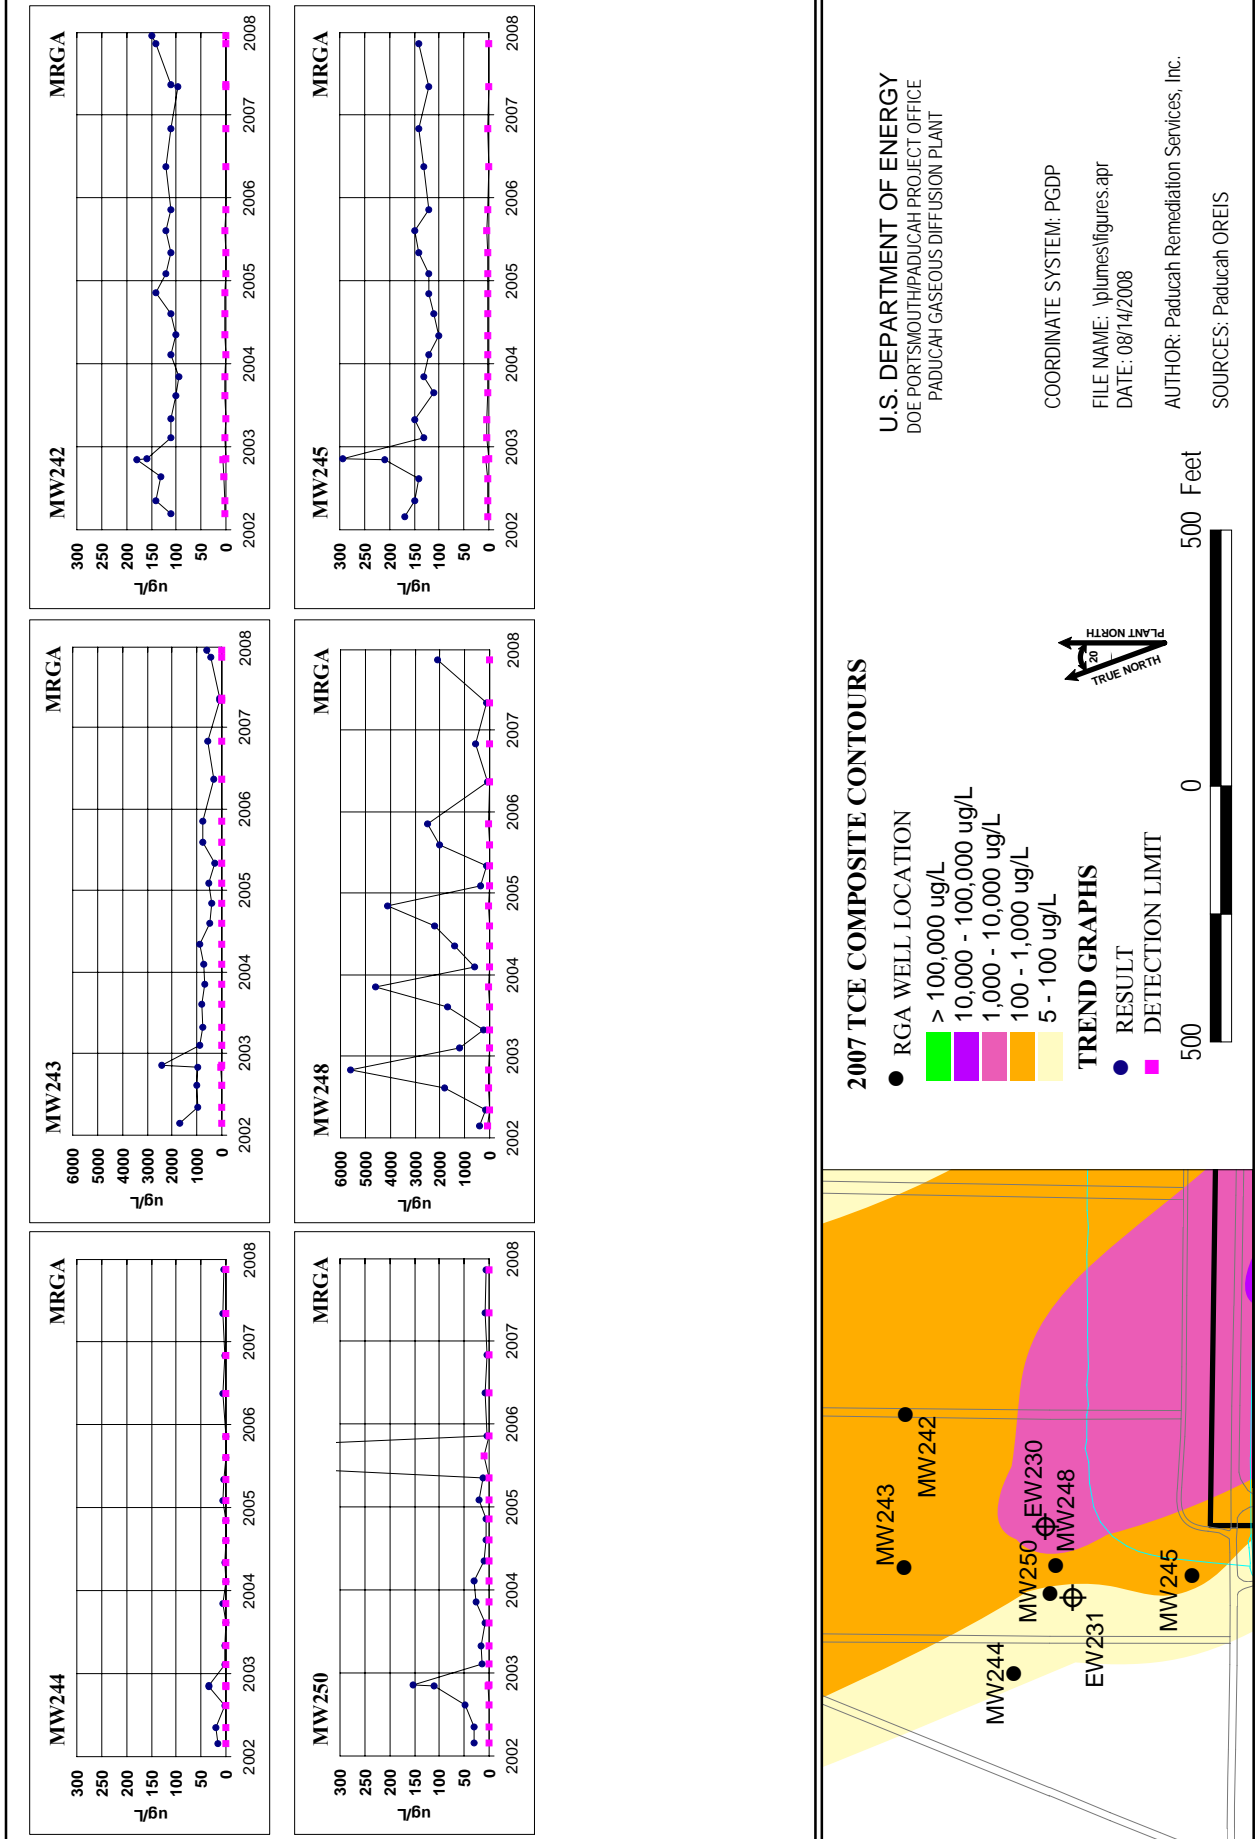 MW244
MRGA
300
250
200
150
100
50
0
ug/L
2002 2003 2004 2005 2006 2007 2008
MW243
MRGA
6000
5000
4000
3000
2000
1000
0
ug/L
2002 2003 2004 2005 2006 2007 2008
MW242
MRGA
300
250
200
150
100
50
0
ug/L
2002 2003 2004 2005 2006 2007 2008
MW250
MRGA
300
250
200
150
100
50
0
ug/L
2002 2003 2004 2005 2006 2007 2008
MW248
MRGA
6000
5000
4000
3000
2000
1000
0
ug/L
2002 2003 2004 2005 2006 2007 2008
MW245
MRGA
300
250
200
150
100
50
0
ug/L
2002 2003 2004 2005 2006 2007 2008
MW243
MW242
MW244
MW250
EW230
MW248
EW231
MW245
2007 TCE COMPOSITE CONTOURS
RGA WELL LOCATION
> 100,000 ug/L
10,000 - 100,000 ug/L
1,000 - 10,000 ug/L
100 - 1,000 ug/L
5 - 100 ug/L
TREND GRAPHS
RESULT
DETECTION LIMIT
TRUE NORTH
20
PLANT NORTH
500 0 500 Feet
U.S. DEPARTMENT OF ENERGY
DOE PORTSMOUTH/PADUCAH PROJECT OFFICE
PADUCAH GASEOUS DIFFUSION PLANT
COORDINATE SYSTEM: PGDP
FILE NAME: \plumes\figures.apr
DATE: 08/14/2008
AUTHOR: Paducah Remediation Services, Inc.
SOURCES: Paducah OREIS